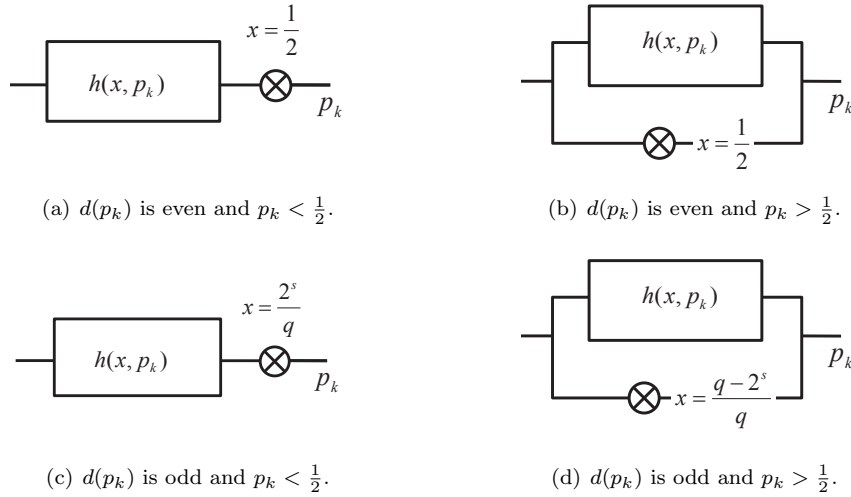 x = 1/2
h(x, p_k)
p_k
(a) d(p_k) is even and p_k < 1/2.
h(x, p_k)
p_k
x = 1/2
(b) d(p_k) is even and p_k > 1/2.
x = 2^s/q
h(x, p_k)
p_k
(c) d(p_k) is odd and p_k < 1/2.
h(x, p_k)
p_k
x = q − 2^s/q
(d) d(p_k) is odd and p_k > 1/2.